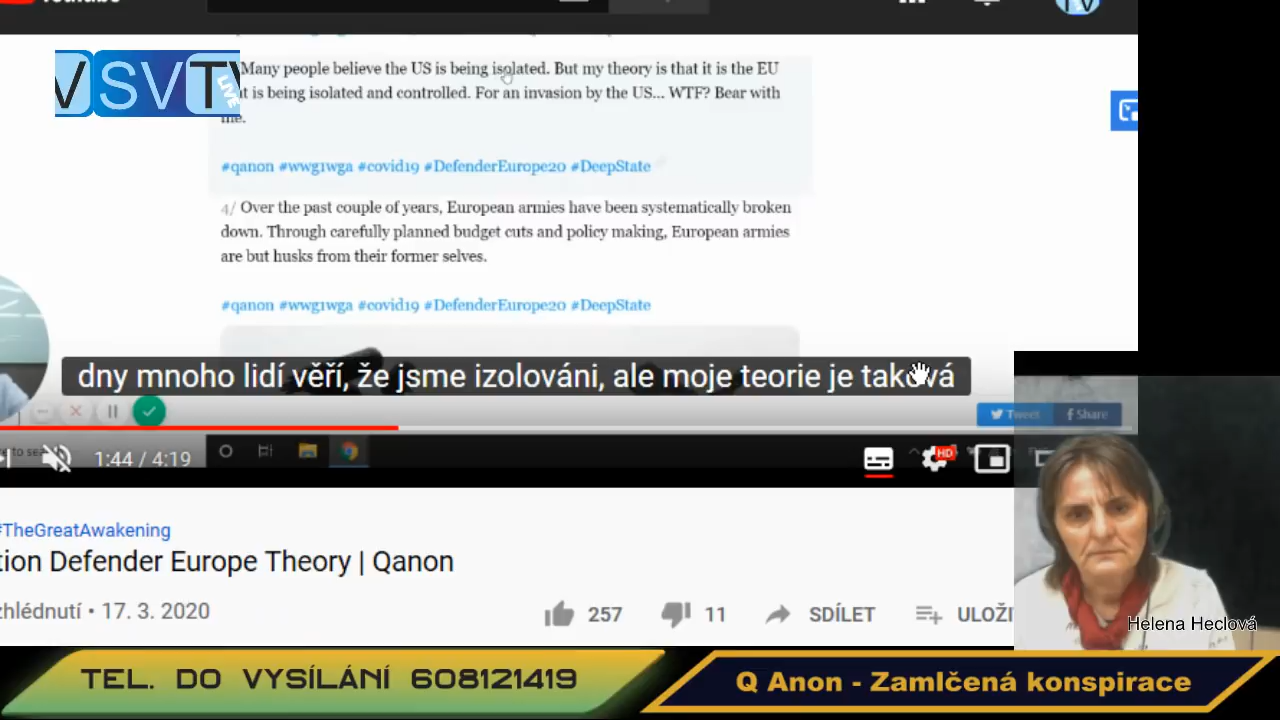 YouTube
TV
VSVTV
LIVE
Many people believe the US is being isolated. But my theory is that it is the EU
t is being isolated and controlled. For an invasion by the US... WTF? Bear with
me.
#qanon #wwg1wga #covid19 #DefenderEurope20 #DeepState
4/ Over the past couple of years, European armies have been systematically broken
down. Through carefully planned budget cuts and policy making, European armies
are but husks from their former selves.
#qanon #wwg1wga #covid19 #DefenderEurope20 #DeepState
dny mnoho lidí věří, že jsme izolováni, ale moje teorie je taková
Tweet
Share
1:44 / 4:19
HD
#TheGreatAwakening
tion Defender Europe Theory | Qanon
zhlédnutí • 17. 3. 2020
257
11
SDÍLET
ULOŽI
Helena Heclová
TEL. DO VYSÍLÁNÍ 608121419
Q Anon - Zamlčená konspirace